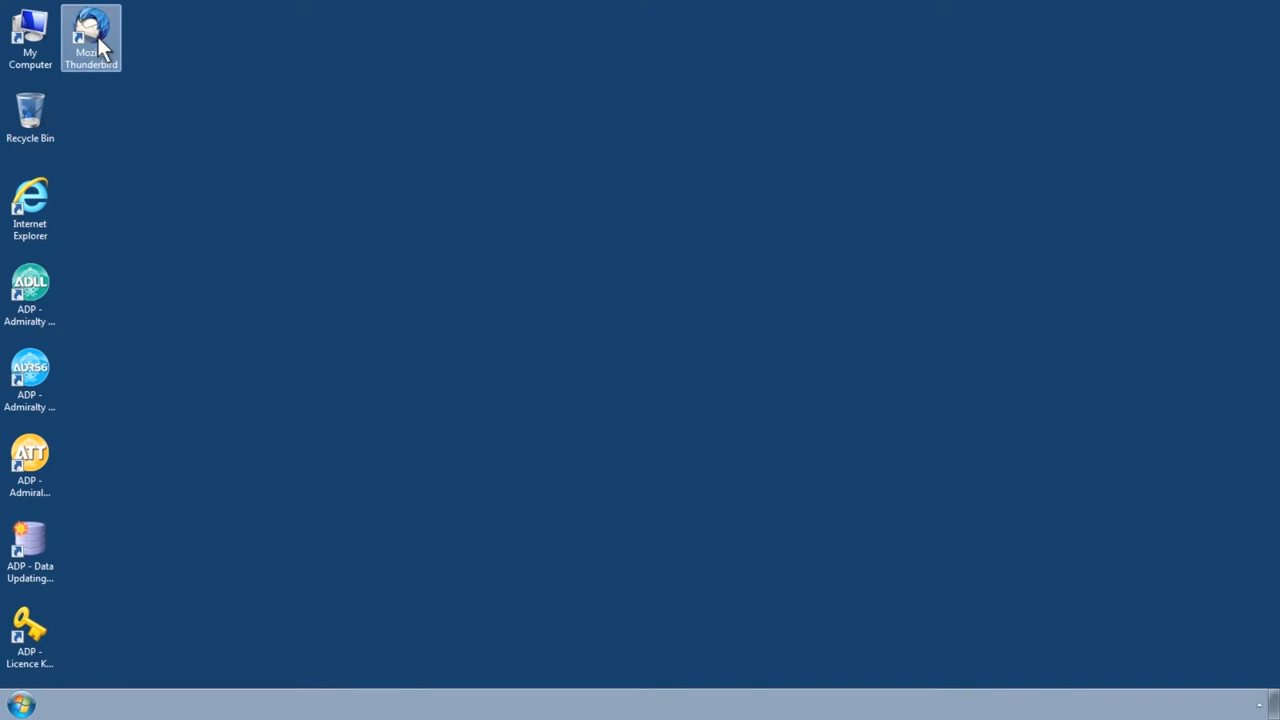 My
Computer
Thunderbird
Recycle Bin
Internet
Explorer
ADLL
ADP -
Admiralty ...
ADRS6
ADP -
Admiralty ...
ATT
ADP -
Admiral...
ADP - Data
Updating...
ADP -
Licence K...